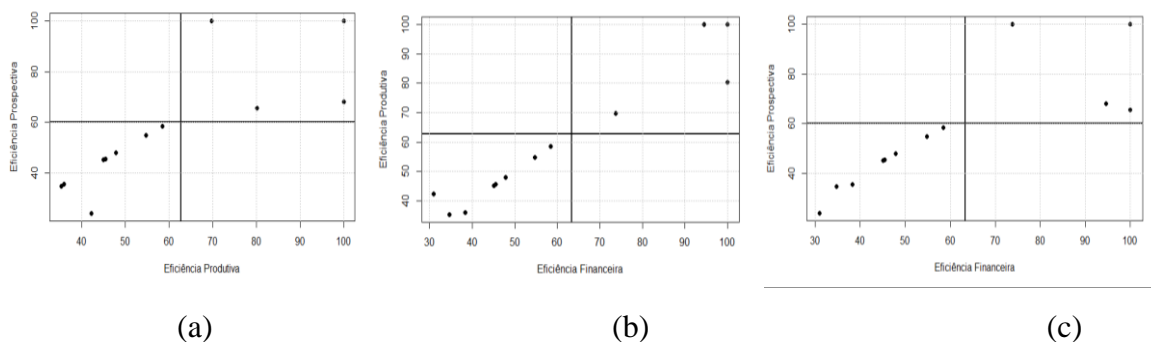 Eficiência Prospectiva
100
80
60
40
40 50 60 70 80 90 100
Eficiência Produtiva
(a)
Eficiência Produtiva
100
90
80
70
60
50
40
30 40 50 60 70 80 90 100
Eficiência Financeira
(b)
Eficiência Prospectiva
100
80
60
40
30 40 50 60 70 80 90 100
Eficiência Financeira
(c)